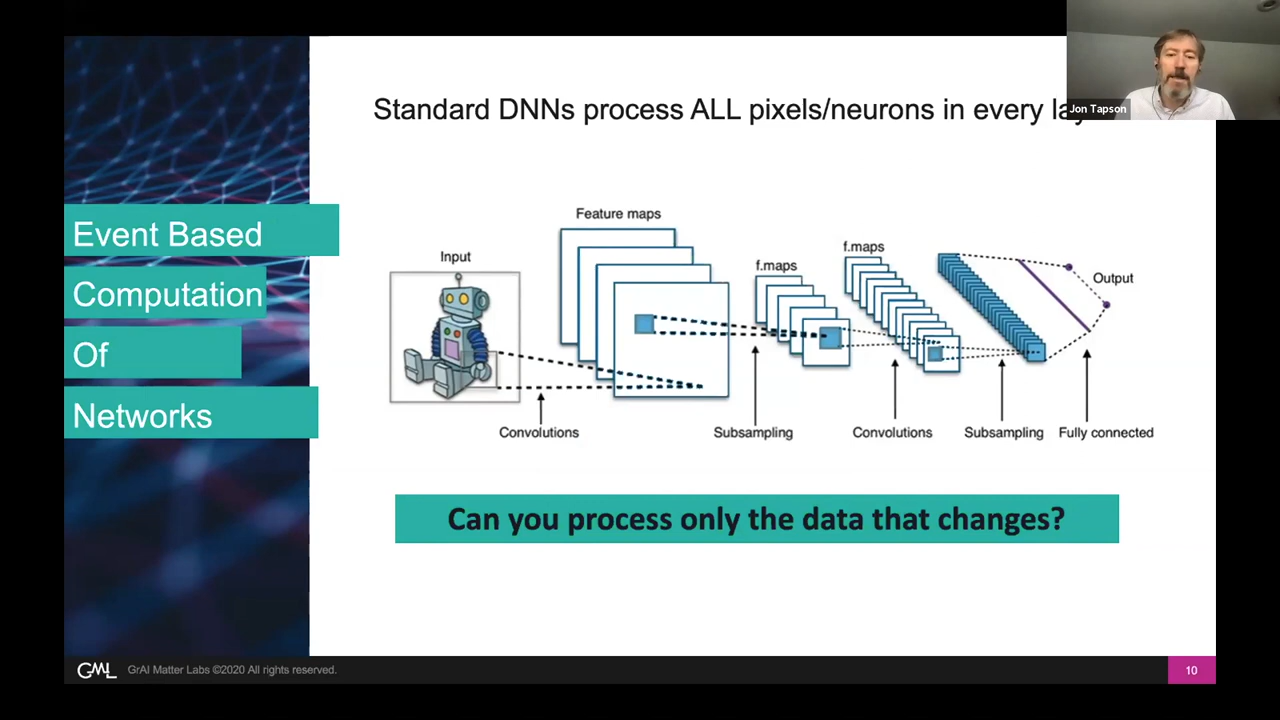 Jon Tapson
Standard DNNs process ALL pixels/neurons in every
Event Based
Computation
Of
Networks
Feature maps
Input
f.maps
f.maps
Output
Convolutions
Subsampling
Convolutions
Subsampling
Fully connected
Can you process only the data that changes?
GML
GrAI Matter Labs ©2020 All rights reserved.
10